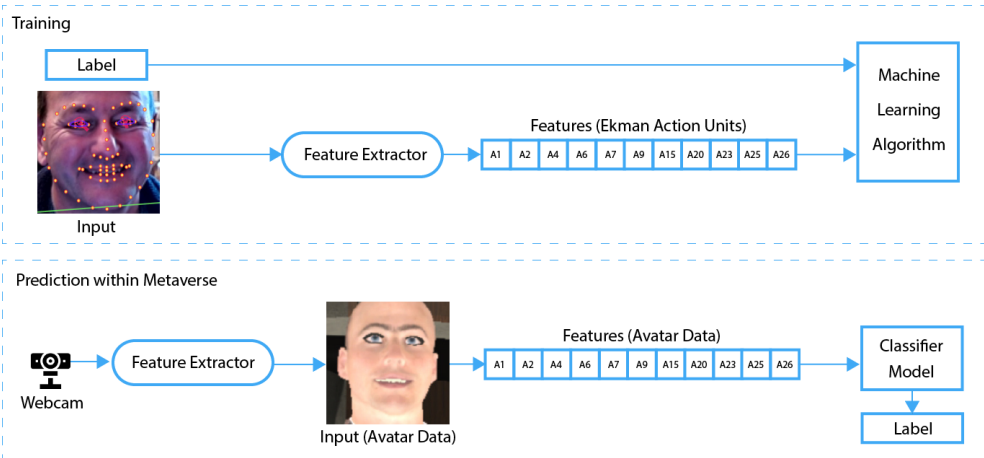 Training
Label
Machine
Learning
Algorithm
Features (Ekman Action Units)
Feature Extractor
A1 A2 A4 A6 A7 A9 A15 A20 A23 A25 A26
Input
Prediction within Metaverse
Webcam
Feature Extractor
Input (Avatar Data)
Features (Avatar Data)
A1 A2 A4 A6 A7 A9 A15 A20 A23 A25 A26
Classifier
Model
Label